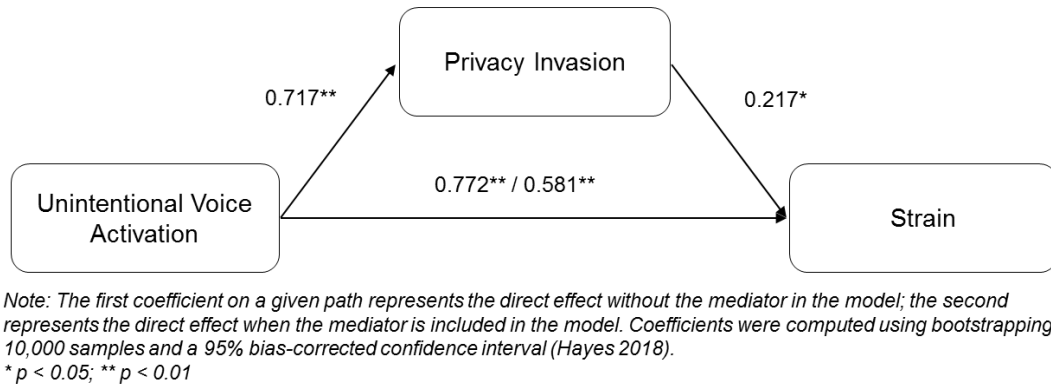 Privacy Invasion
0.717**
0.217*
0.772** / 0.581**
Unintentional Voice
Activation
Strain
Note: The first coefficient on a given path represents the direct effect without the mediator in the model; the second
represents the direct effect when the mediator is included in the model. Coefficients were computed using bootstrapping
10,000 samples and a 95% bias-corrected confidence interval (Hayes 2018).
* p < 0.05; ** p < 0.01